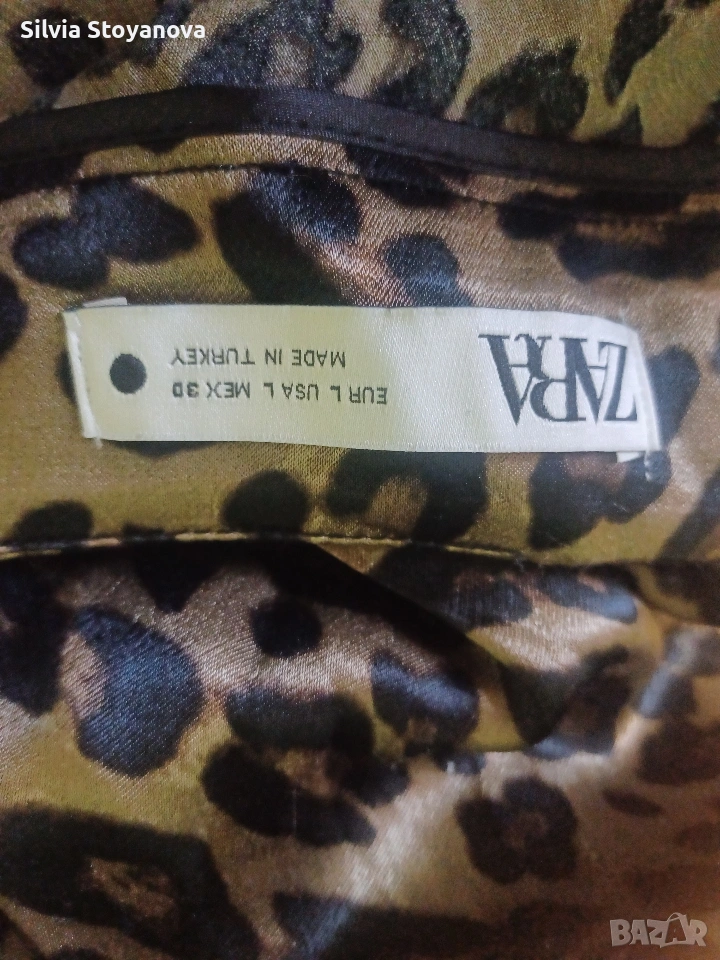 Silvia Stoyanova
ZARA
EUR L USA L MEX 30
MADE IN TURKEY
BAZAR